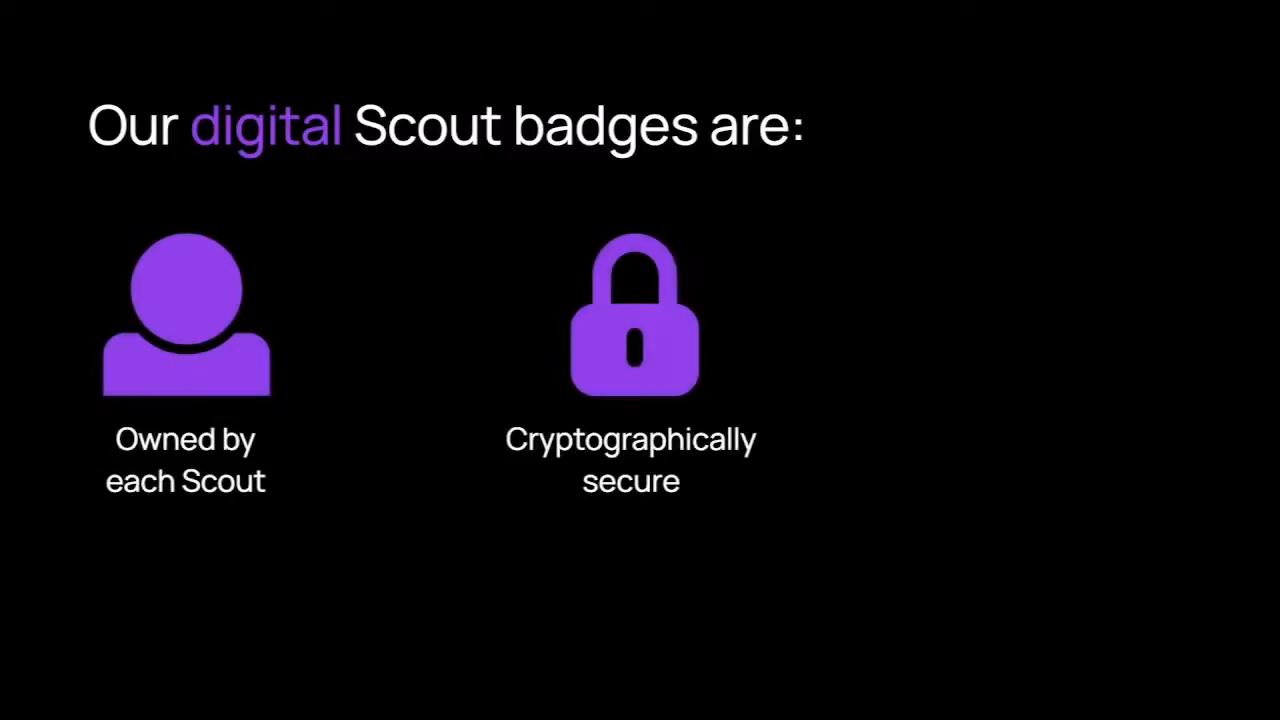 Our digital Scout badges are:
Owned by
each Scout
Cryptographically
secure